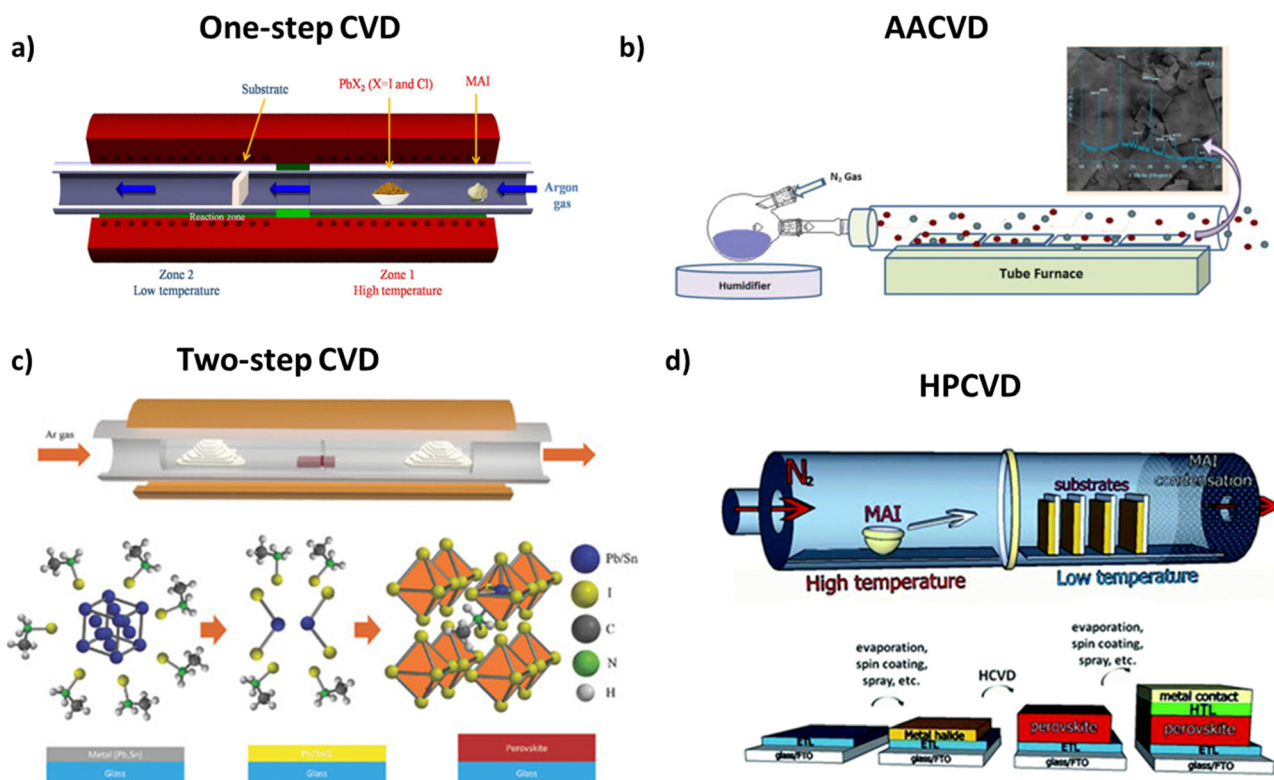 a)
One-step CVD
Substrate
PbX₂ (X=I and Cl)
MAI
Argon
gas
Reaction zone
Zone 2
Low temperature
Zone 1
High temperature
b)
AACVD
N₂ Gas
Humidifier
Tube Furnace
c)
Two-step CVD
Ar gas
Pb/Sn
I
C
N
H
Metal (Pb,Sn)
Glass
Glass
Perovskite
Glass
d)
HPCVD
N₂
MAI
High temperature
substrates
MAI
condensation
Low temperature
evaporation,
spin coating,
spray, etc.
HCVD
evaporation,
spin coating,
spray, etc.
ETL
glass/FTO
Metal halide
ETL
glass/FTO
perovskite
ETL
glass/FTO
metal contact
HTL
perovskite
ETL
glass/FTO